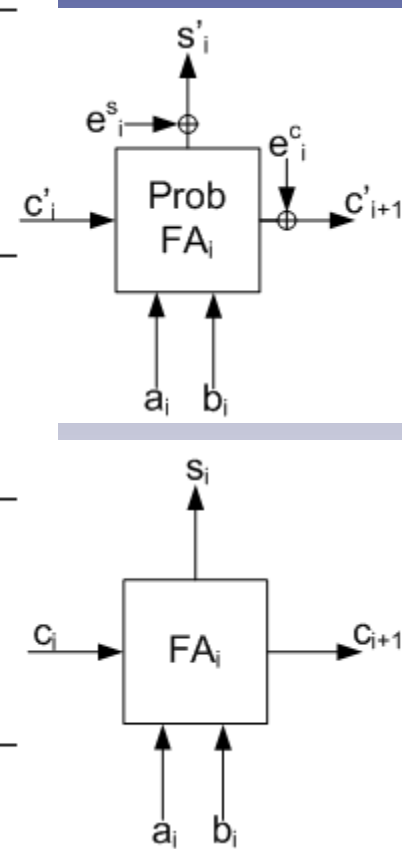 s'ᵢ
eˢᵢ
eᶜᵢ
c'ᵢ
Prob
FAᵢ
c'ᵢ₊₁
aᵢ bᵢ
sᵢ
cᵢ
FAᵢ
cᵢ₊₁
aᵢ bᵢ